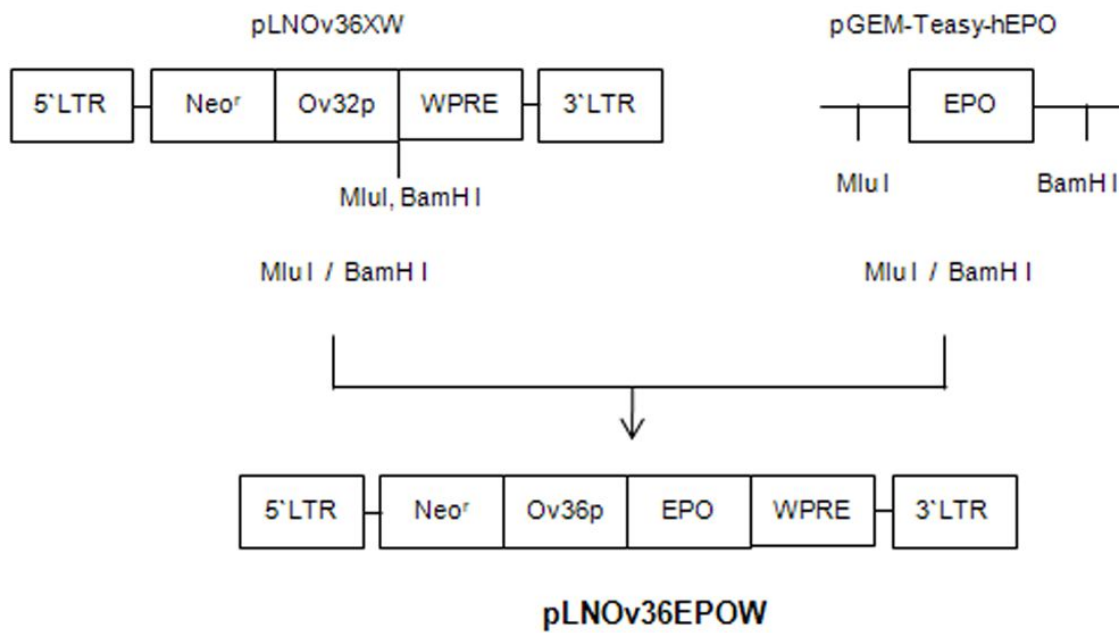 pLNOv36XW
pGEM-Teasy-hEPO
5`LTR Neoʳ Ov32p WPRE 3`LTR
EPO
MluI, BamH I
Mlu I BamH I
Mlu I / BamH I
Mlu I / BamH I
5`LTR Neoʳ Ov36p EPO WPRE 3`LTR
pLNOv36EPOW